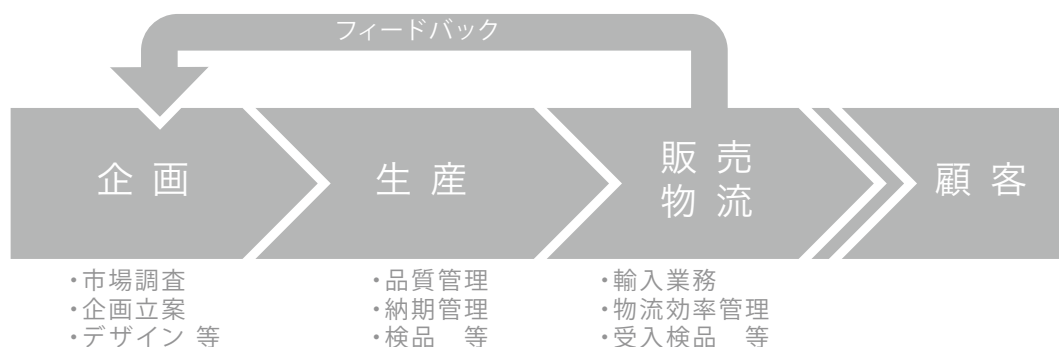 フィードバック
企画
生産
販売
物流
顧客
・市場調査
・企画立案
・デザイン 等
・品質管理
・納期管理
・検品　等
・輸入業務
・物流効率管理
・受入検品　等